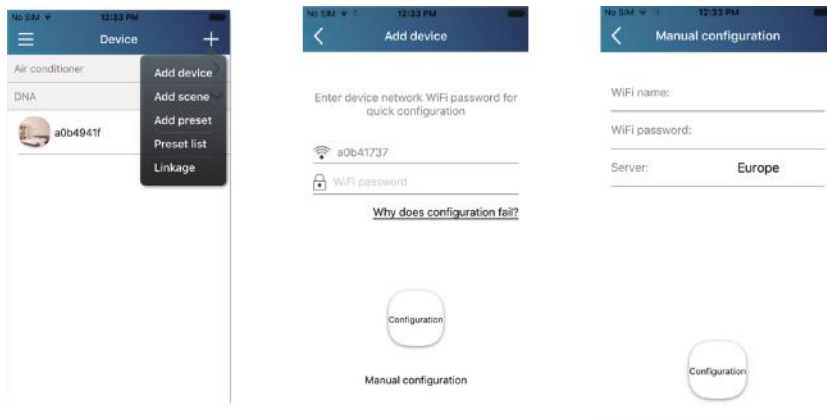 No SIM 12:33 PM
Device
Air conditioner
DNA
a0b4941f
Add device
Add scene
Add preset
Preset list
Linkage
No SIM 12:33 PM
Add device
Enter device network WiFi password for
quick configuration
a0b41737
WiFi password
Why does configuration fail?
Configuration
Manual configuration
No SIM 12:33 PM
Manual configuration
WiFi name:
WiFi password:
Server: Europe
Configuration